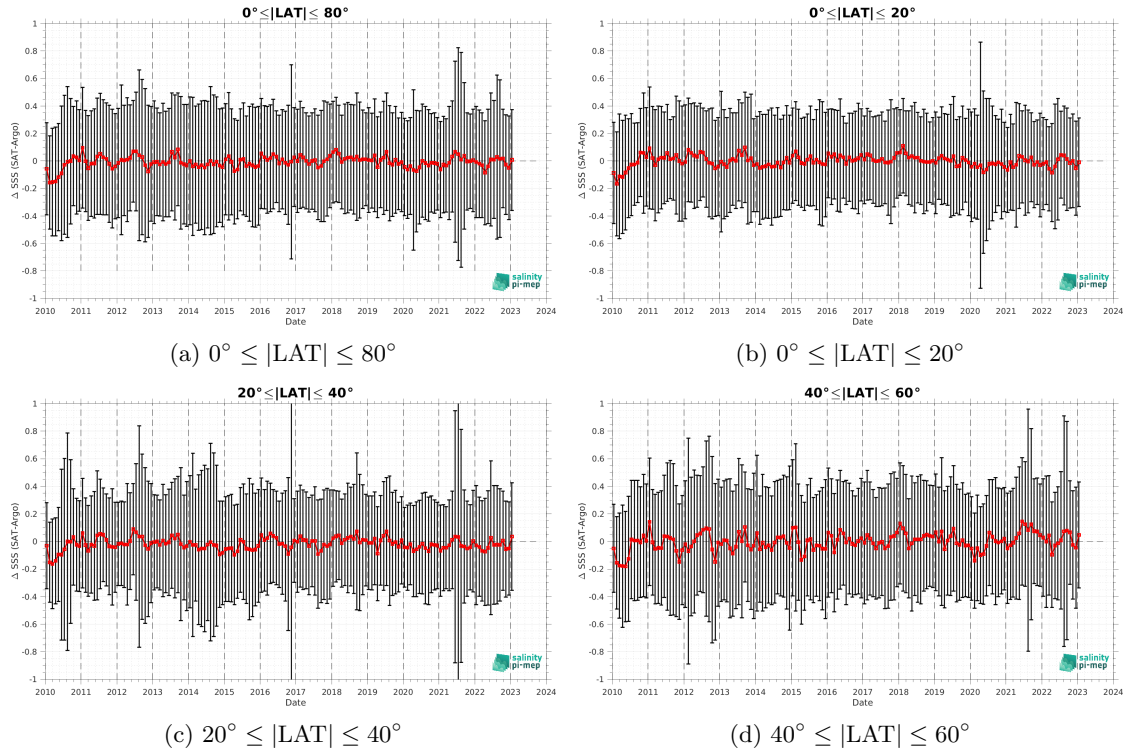 0°≤|LAT|≤ 80°
Δ SSS (SAT-Argo)
1
0.8
0.6
0.4
0.2
0
-0.2
-0.4
-0.6
-0.8
-1
2010 2011 2012 2013 2014 2015 2016 2017 2018 2019 2020 2021 2022 2023 2024
Date
salinity
pi-mep
(a) 0° ≤ |LAT| ≤ 80°
0°≤|LAT|≤ 20°
Δ SSS (SAT-Argo)
1
0.8
0.6
0.4
0.2
0
-0.2
-0.4
-0.6
-0.8
-1
2010 2011 2012 2013 2014 2015 2016 2017 2018 2019 2020 2021 2022 2023 2024
Date
salinity
pi-mep
(b) 0° ≤ |LAT| ≤ 20°
20°≤|LAT|≤ 40°
Δ SSS (SAT-Argo)
1
0.8
0.6
0.4
0.2
0
-0.2
-0.4
-0.6
-0.8
-1
2010 2011 2012 2013 2014 2015 2016 2017 2018 2019 2020 2021 2022 2023 2024
Date
salinity
pi-mep
(c) 20° ≤ |LAT| ≤ 40°
40°≤|LAT|≤ 60°
Δ SSS (SAT-Argo)
1
0.8
0.6
0.4
0.2
0
-0.2
-0.4
-0.6
-0.8
-1
2010 2011 2012 2013 2014 2015 2016 2017 2018 2019 2020 2021 2022 2023 2024
Date
salinity
pi-mep
(d) 40° ≤ |LAT| ≤ 60°